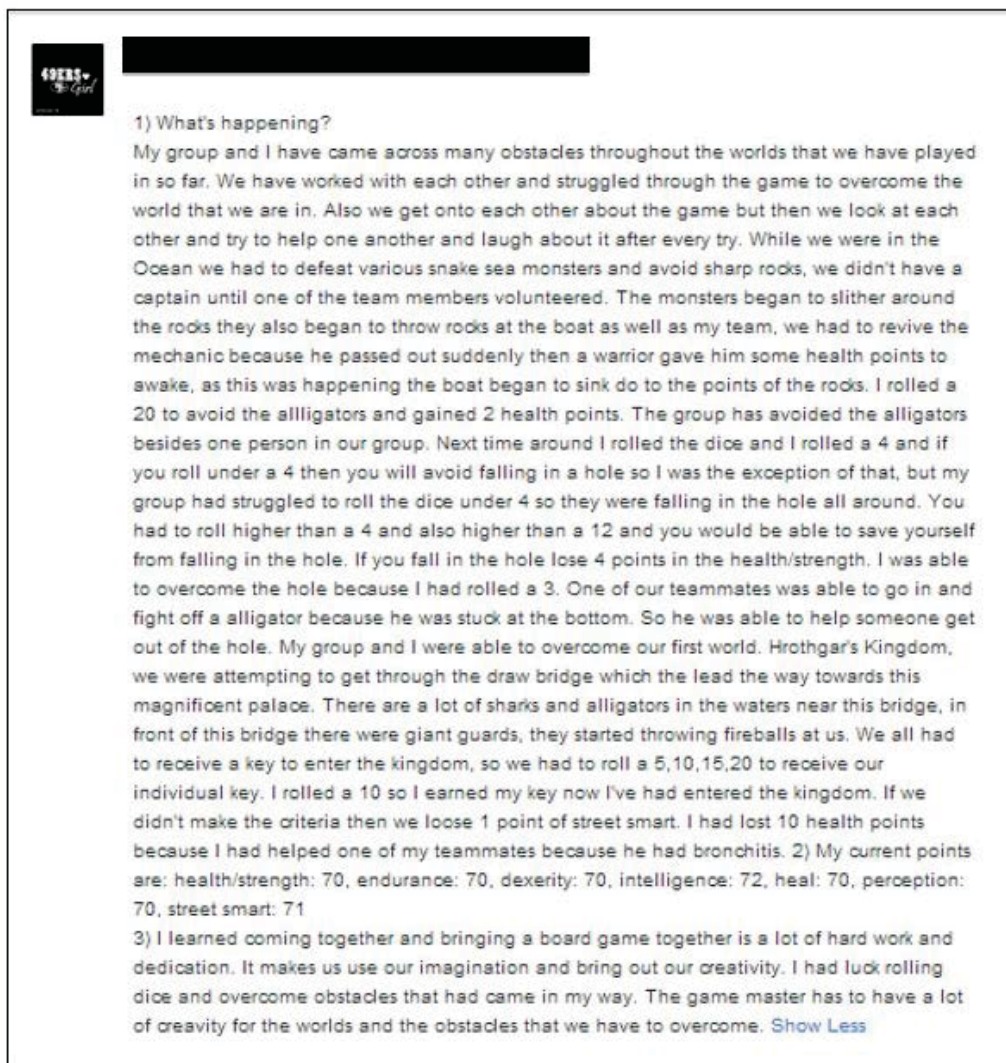 49ERS♥
Girl
1) What's happening?
My group and I have came across many obstacles throughout the worlds that we have played
in so far. We have worked with each other and struggled through the game to overcome the
world that we are in. Also we get onto each other about the game but then we look at each
other and try to help one another and laugh about it after every try. While we were in the
Ocean we had to defeat various snake sea monsters and avoid sharp rocks, we didn't have a
captain until one of the team members volunteered. The monsters began to slither around
the rocks they also began to throw rocks at the boat as well as my team, we had to revive the
mechanic because he passed out suddenly then a warrior gave him some health points to
awake, as this was happening the boat began to sink do to the points of the rocks. I rolled a
20 to avoid the allligators and gained 2 health points. The group has avoided the alligators
besides one person in our group. Next time around I rolled the dice and I rolled a 4 and if
you roll under a 4 then you will avoid falling in a hole so I was the exception of that, but my
group had struggled to roll the dice under 4 so they were falling in the hole all around. You
had to roll higher than a 4 and also higher than a 12 and you would be able to save yourself
from falling in the hole. If you fall in the hole lose 4 points in the health/strength. I was able
to overcome the hole because I had rolled a 3. One of our teammates was able to go in and
fight off a alligator because he was stuck at the bottom. So he was able to help someone get
out of the hole. My group and I were able to overcome our first world. Hrothgar's Kingdom,
we were attempting to get through the draw bridge which the lead the way towards this
magnificent palace. There are a lot of sharks and alligators in the waters near this bridge, in
front of this bridge there were giant guards, they started throwing fireballs at us. We all had
to receive a key to enter the kingdom, so we had to roll a 5,10,15,20 to receive our
individual key. I rolled a 10 so I earned my key now I've had entered the kingdom. If we
didn't make the criteria then we loose 1 point of street smart. I had lost 10 health points
because I had helped one of my teammates because he had bronchitis. 2) My current points
are: health/strength: 70, endurance: 70, dexerity: 70, intelligence: 72, heal: 70, perception:
70, street smart: 71
3) I learned coming together and bringing a board game together is a lot of hard work and
dedication. It makes us use our imagination and bring out our creativity. I had luck rolling
dice and overcome obstacles that had came in my way. The game master has to have a lot
of creavity for the worlds and the obstacles that we have to overcome. Show Less